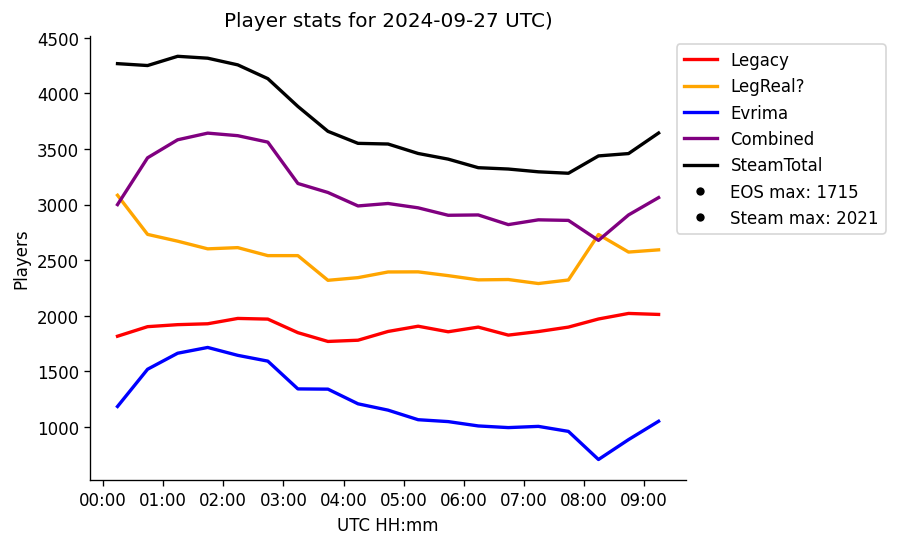 Player stats for 2024-09-27 UTC)
4500
4000
3500
3000
2500
2000
1500
1000
Players
00:00 01:00 02:00 03:00 04:00 05:00 06:00 07:00 08:00 09:00
UTC HH:mm
Legacy
LegReal?
Evrima
Combined
SteamTotal
EOS max: 1715
Steam max: 2021